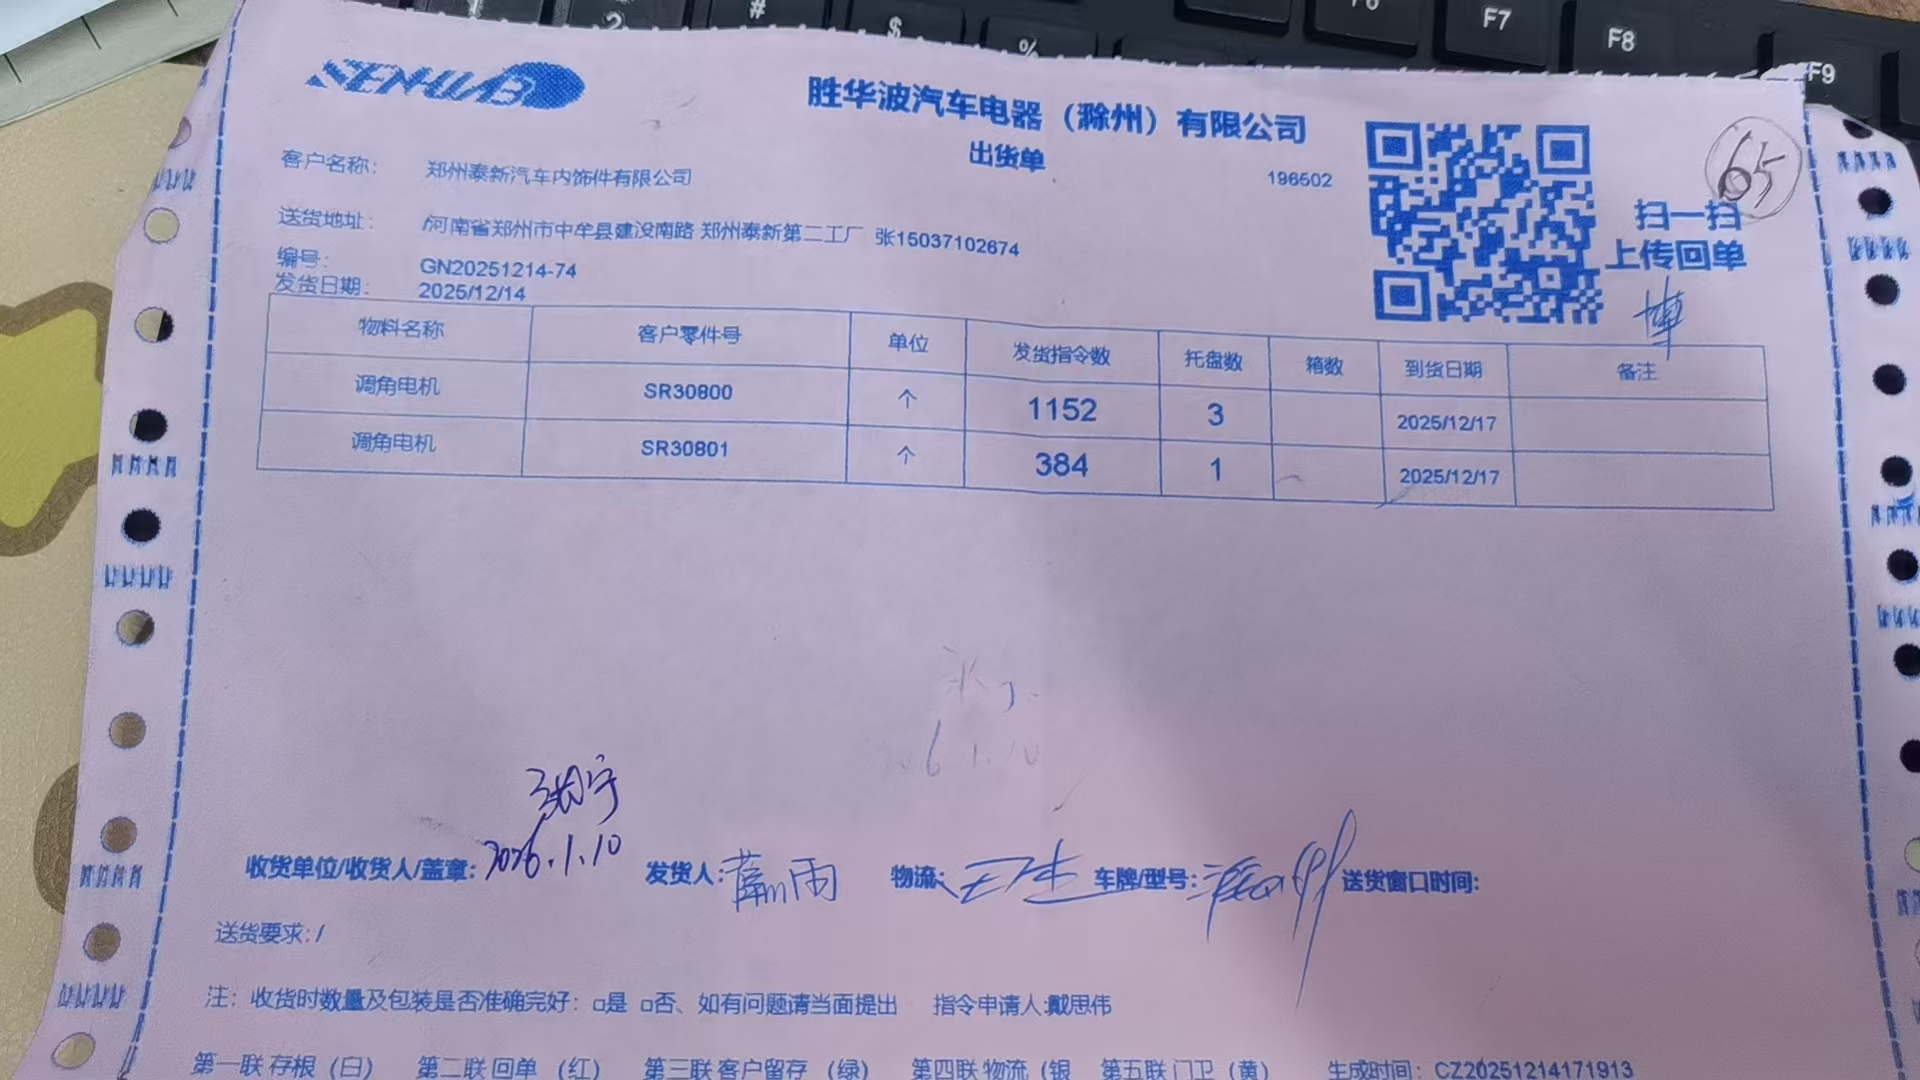 # $ % F6 F7 F8 F9
SENHUAB
胜华波汽车电器（滁州）有限公司
出货单
196502
65
扫一扫
上传回单
博
客户名称： 郑州泰新汽车内饰件有限公司
送货地址： /河南省郑州市中牟县建设南路 郑州泰新第二工厂 张15037102674
编号： GN20251214-74
发货日期： 2025/12/14
物料名称 客户零件号 单位 发货指令数 托盘数 箱数 到货日期 备注
调角电机 SR30800 个 1152 3 2025/12/17
调角电机 SR30801 个 384 1 2025/12/17
收货单位/收货人/盖章: 2026.1.10 发货人: 物流: 车牌/型号: 送货窗口时间:
送货要求: /
注：收货时数量及包装是否准确完好：□是 □否、如有问题请当面提出 指令申请人:戴思伟
第一联 存根（白） 第二联 回单（红） 第三联 客户留存（绿） 第四联 物流（银 第五联 门卫（黄） 生成时间：CZ20251214171913